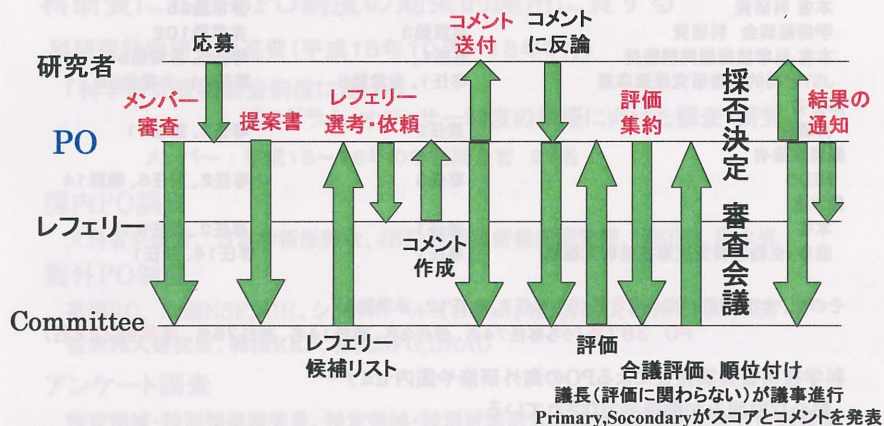 応募
コメント
送付
コメント
に反論
研究者
メンバー
審査
提案書
レフェリー
選考・依頼
評価
集約
採否決定 審査会議
結果の
通知
PO
レフェリー
コメント
作成
Committee
レフェリー
候補リスト
評価
合議評価、順位付け
議長(評価に関わらない)が議事進行
Primary,Socondaryがスコアとコメントを発表